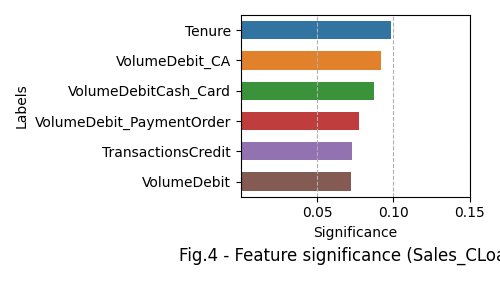 Tenure
VolumeDebit_CA
VolumeDebitCash_Card
VolumeDebit_PaymentOrder
TransactionsCredit
VolumeDebit
Labels
0.05 0.10 0.15
Significance
Fig.4 - Feature significance (Sales_CLoa